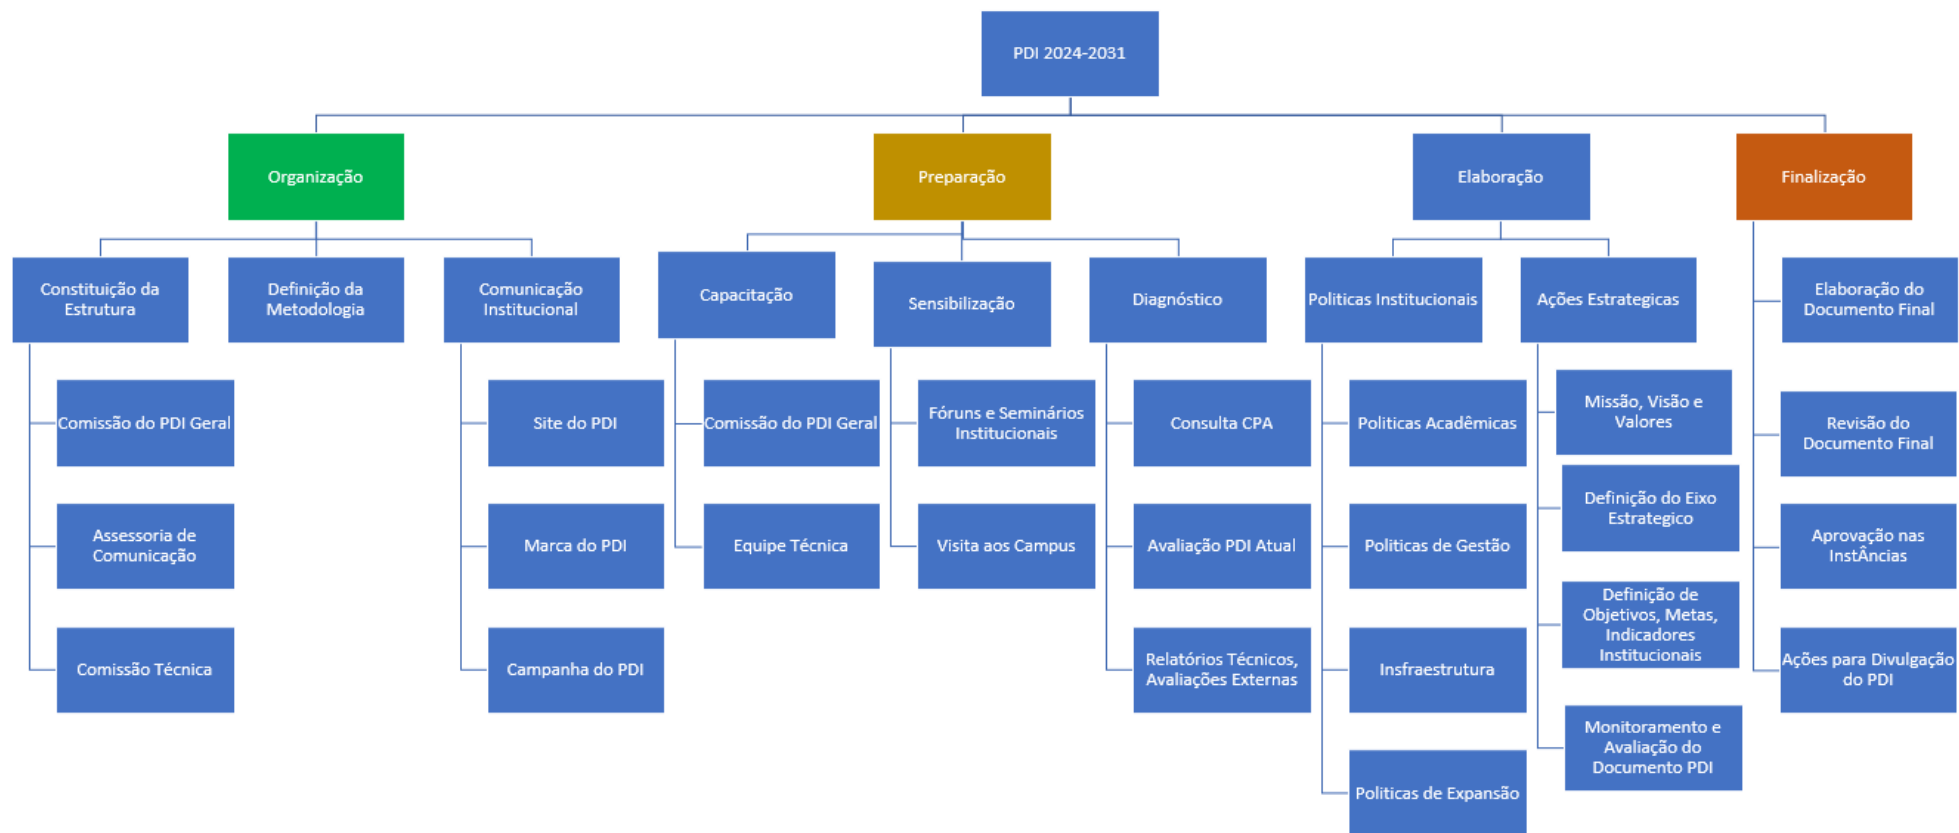 PDI 2024-2031
Organização
Preparação
Elaboração
Finalização
Constituição da
Estrutura
Definição da
Metodologia
Comunicação
Institucional
Capacitação
Sensibilização
Diagnóstico
Politicas Institucionais
Ações Estrategicas
Elaboração do
Documento Final
Comissão do PDI Geral
Assessoria de
Comunicação
Comissão Técnica
Site do PDI
Marca do PDI
Campanha do PDI
Comissão do PDI Geral
Equipe Técnica
Fóruns e Seminários
Institucionais
Visita aos Campus
Consulta CPA
Avaliação PDI Atual
Relatórios Técnicos,
Avaliações Externas
Politicas Acadêmicas
Politicas de Gestão
Insfraestrutura
Politicas de Expansão
Missão, Visão e
Valores
Definição do Eixo
Estrategico
Definição de
Objetivos, Metas,
Indicadores
Institucionais
Monitoramento e
Avaliação do
Documento PDI
Revisão do
Documento Final
Aprovação nas
InstÂncias
Ações para Divulgação
do PDI